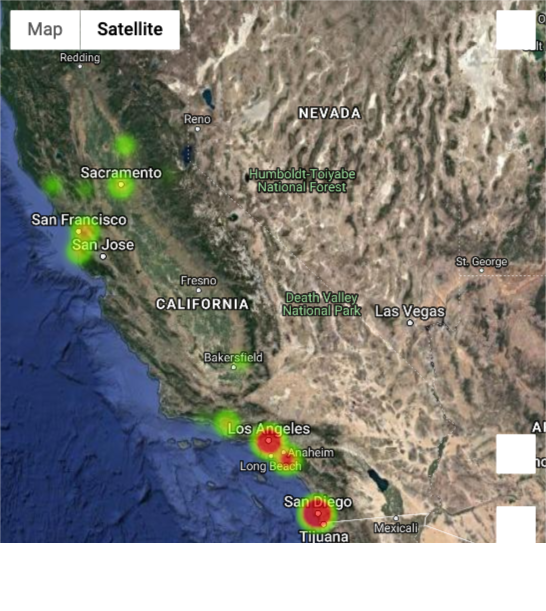 Map Satellite
Redding
Reno
NEVADA
Sacramento
Humboldt-Toiyabe
National Forest
San Francisco
San Jose
St. George
Fresno
CALIFORNIA
Death Valley
National Park
Las Vegas
Bakersfield
Los Angeles
Anaheim
Long Beach
San Diego
Mexicali
Tijuana